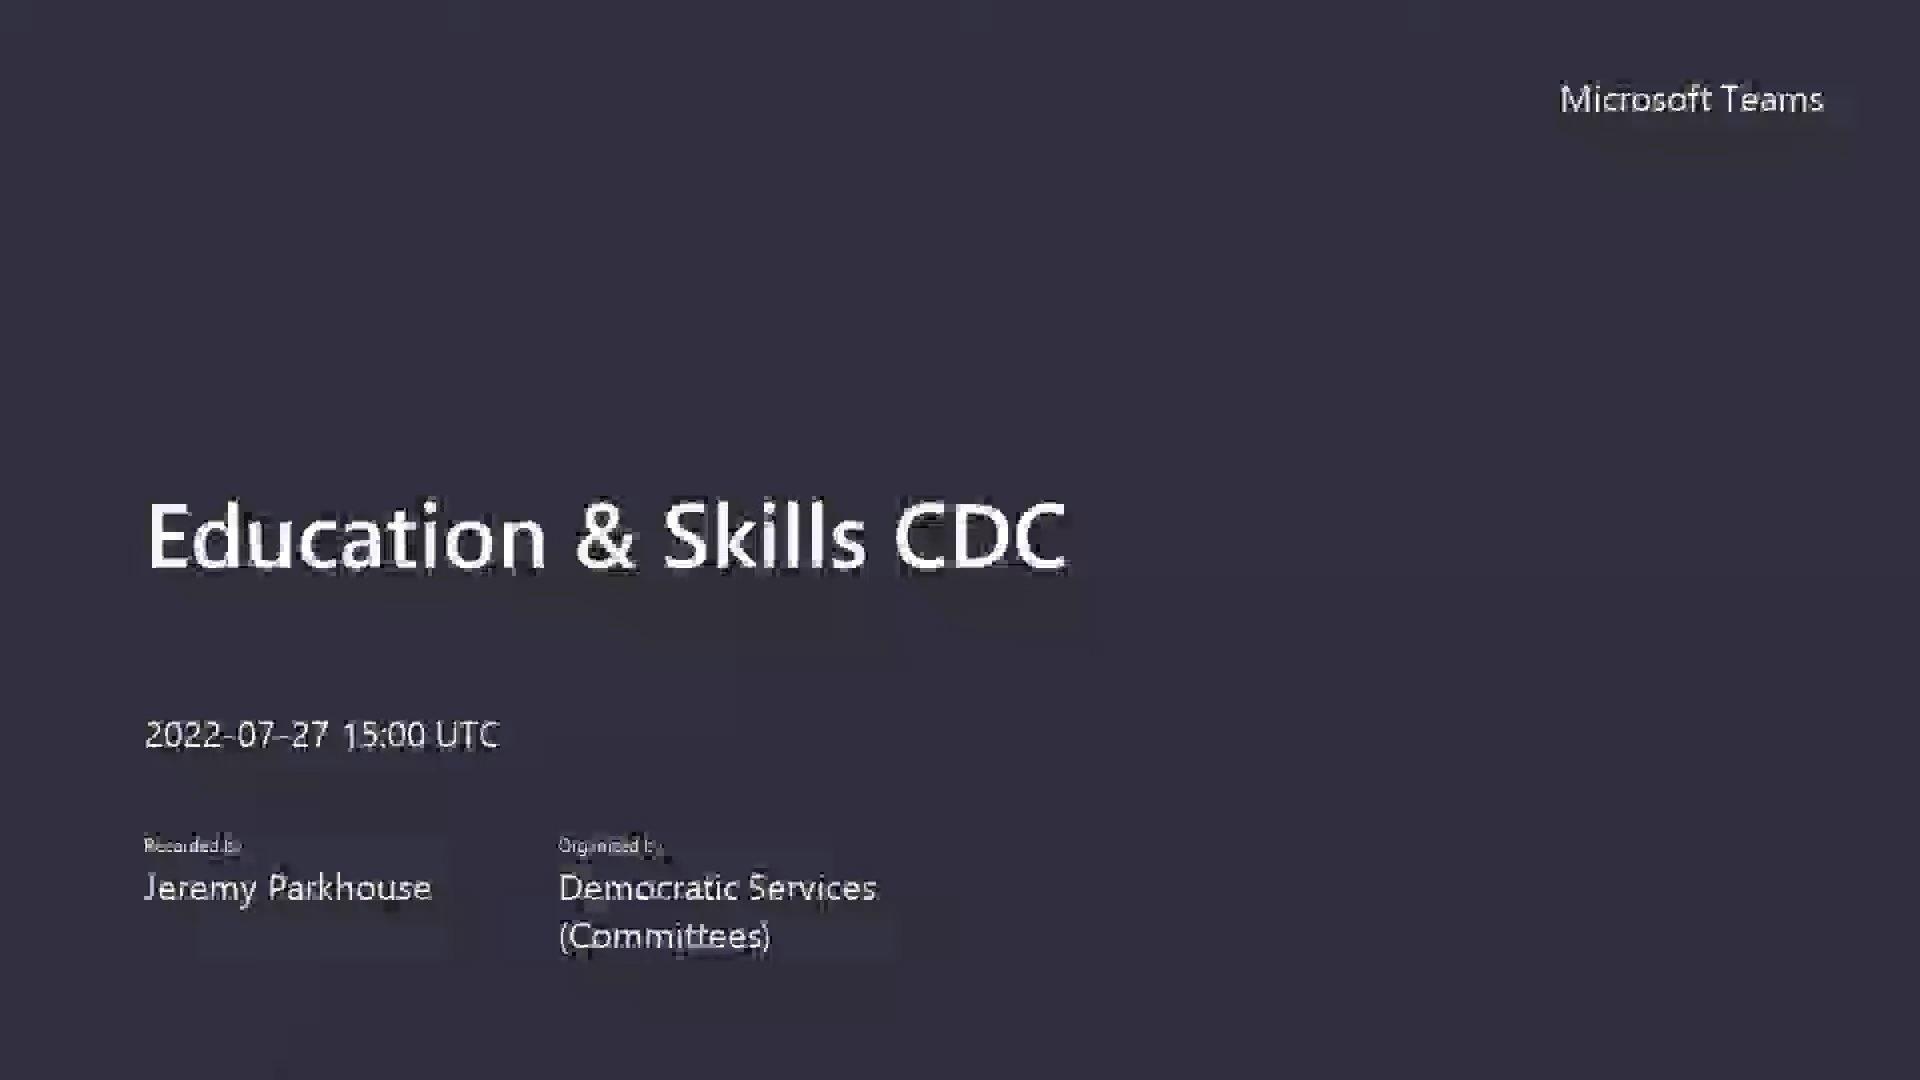 Microsoft Teams
Education & Skills CDC
2022-07-27 15:00 UTC
Recorded by
Organized by
Jeremy Parkhouse
Democratic Services
(Committees)